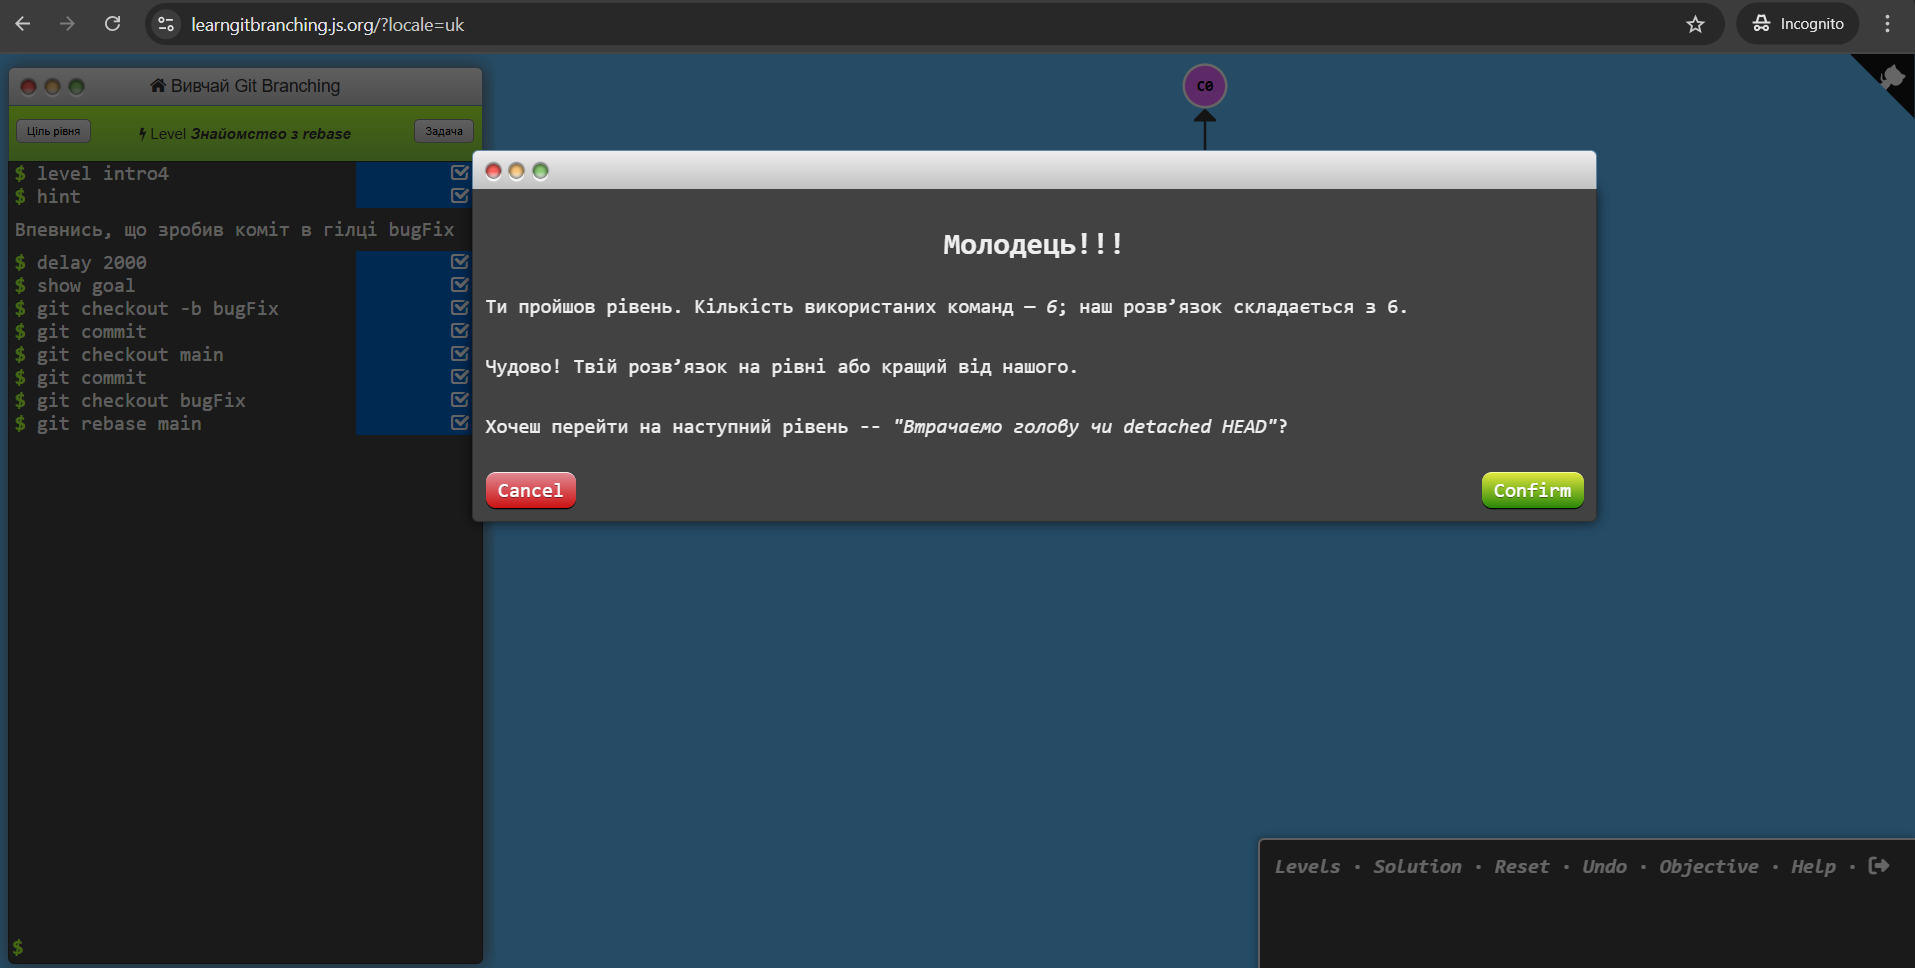 learngitbranching.js.org/?locale=uk
Incognito
Вивчай Git Branching
Ціль рівня
Level Знайомство з rebase
Задача
$ level intro4
$ hint
Впевнись, що зробив коміт в гілці bugFix
$ delay 2000
$ show goal
$ git checkout -b bugFix
$ git commit
$ git checkout main
$ git commit
$ git checkout bugFix
$ git rebase main
$
C0
Молодець!!!
Ти пройшов рівень. Кількість використаних команд — 6; наш розв’язок складається з 6.
Чудово! Твій розв’язок на рівні або кращий від нашого.
Хочеш перейти на наступний рівень -- "Втрачаємо голову чи detached HEAD"?
Cancel
Confirm
Levels · Solution · Reset · Undo · Objective · Help ·